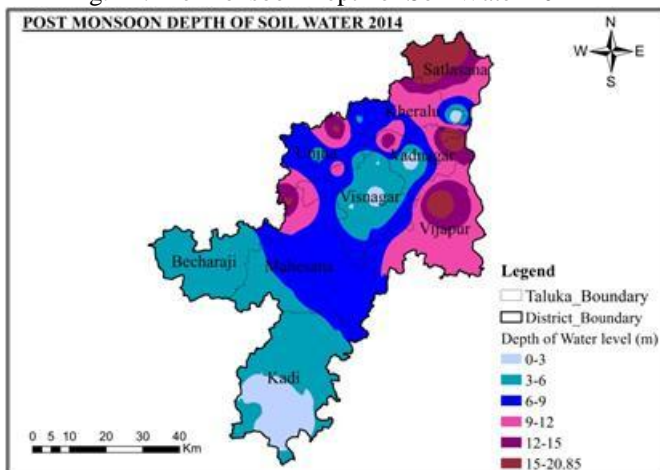 POST MONSOON DEPTH OF SOIL WATER 2014
N
W E
S
Satlasana
Kheralu
Unjha
Vadnagar
Visnagar
Vijapur
Becharaji
Mahesana
Kadi
Legend
Taluka_Boundary
District_Boundary
Depth of Water level (m)
0-3
3-6
6-9
9-12
12-15
15-20.85
0 5 10 20 30 40
Km